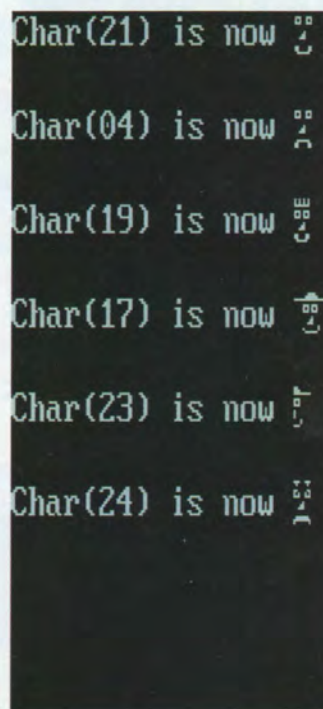 Char(21) is now
Char(04) is now
Char(19) is now
Char(17) is now
Char(23) is now
Char(24) is now